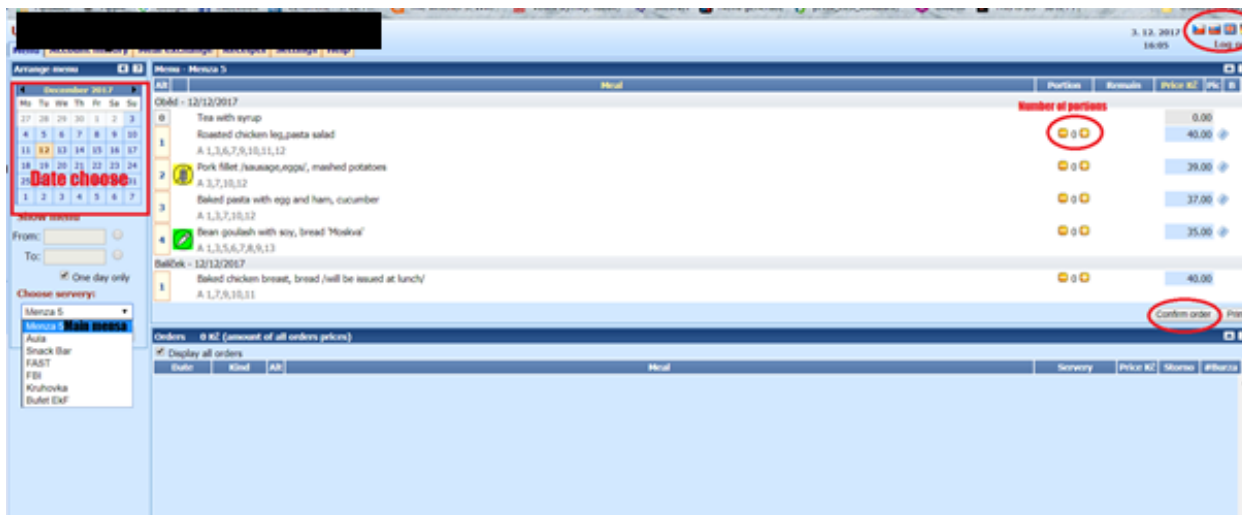 3. 12. 2017
16:05
Log
Menu Account history Meal exchange Receipts Settings Help
Arrange menu
December 2017
Mo Tu We Th Fr Sa Su
27 28 29 30 1 2 3
4 5 6 7 8 9 10
11 12 13 14 15 16 17
18 19 20 21 22 23 24
25 31
Date choose
1 2 3 4 5 6 7
Show menu
From:
To:
One day only
Choose servery:
Menza 5
Menza 5 Main mensa
Aula
Snack Bar
FAST
FBI
Kruhovka
Bufet EkF
Menu - Menza 5
Alt Meal Portion Remain Price Kč Pic B
Oběd - 12/12/2017
Number of portions
0 Tea with syrup 0.00
1 Roasted chicken leg,pasta salad 0 40.00
A 1,3,6,7,9,10,11,12
2 Pork fillet /sausage,eggs/, mashed potatoes 0 39.00
A 3,7,10,12
3 Baked pasta with egg and ham, cucumber 0 37.00
A 1,3,7,10,12
4 Bean goulash with soy, bread 'Moskva' 0 35.00
A 1,3,5,6,7,8,9,13
Balíček - 12/12/2017
1 Baked chicken breast, bread /will be issued at lunch/ 0 40.00
A 1,7,9,10,11
Confirm order
Orders 0 Kč (amount of all orders prices)
Display all orders
Date Kind Alt Meal Servery Price Kč Storno #Burza